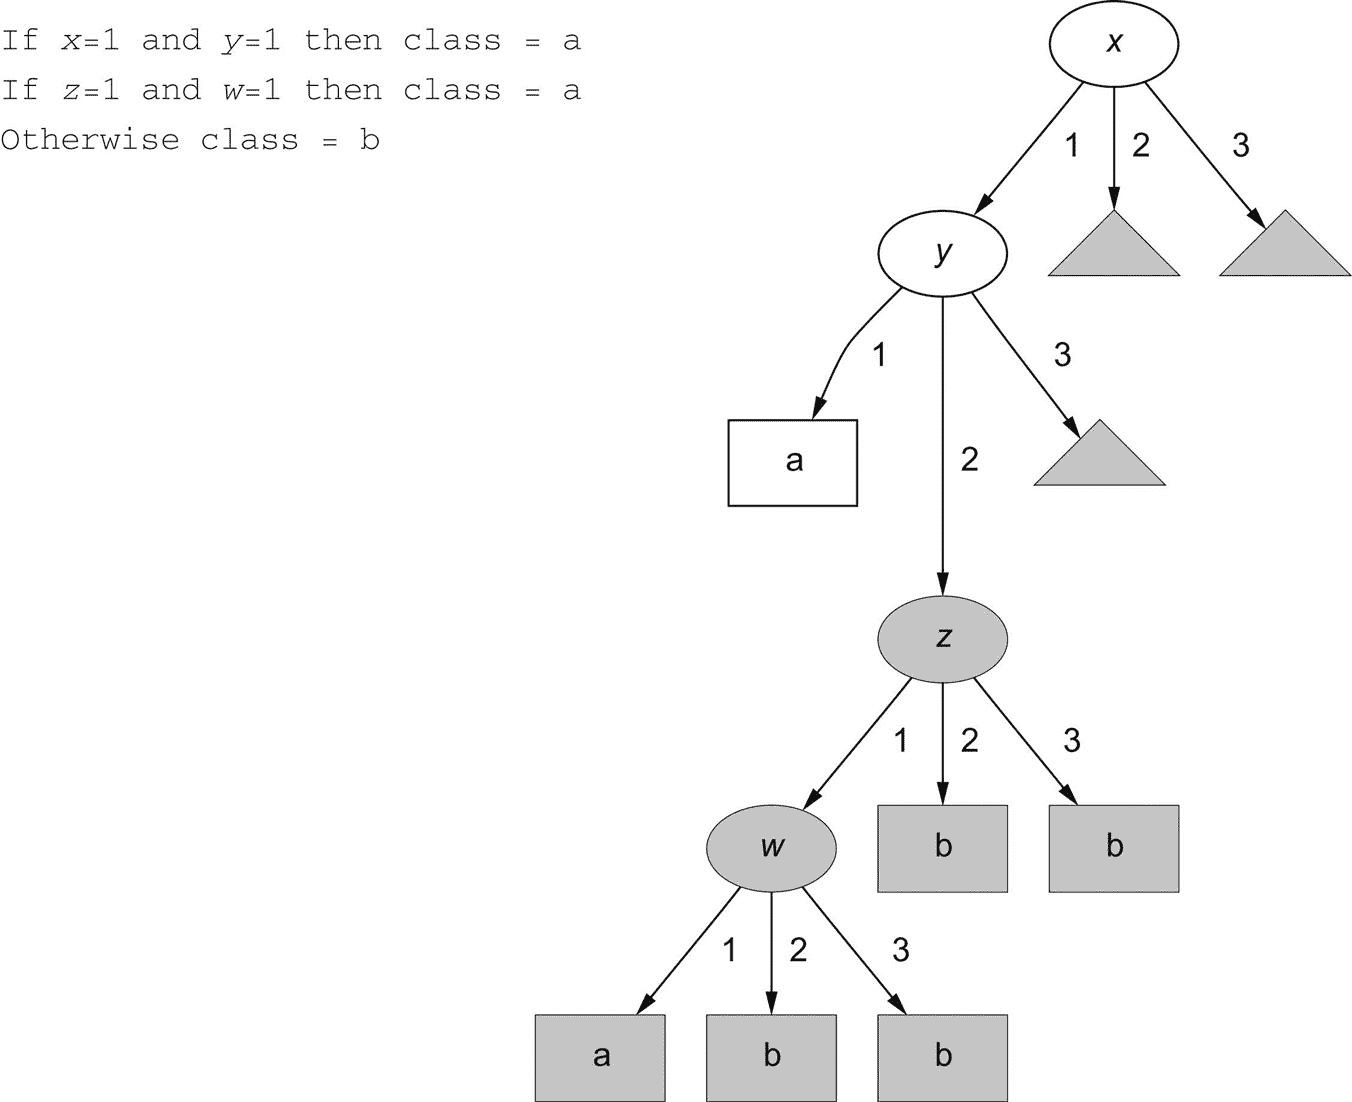 If x=1 and y=1 then class = a
If z=1 and w=1 then class = a
Otherwise class = b
x
1 2 3
y
1 3
a
2
z
1 2 3
w b b
1 2 3
a b b